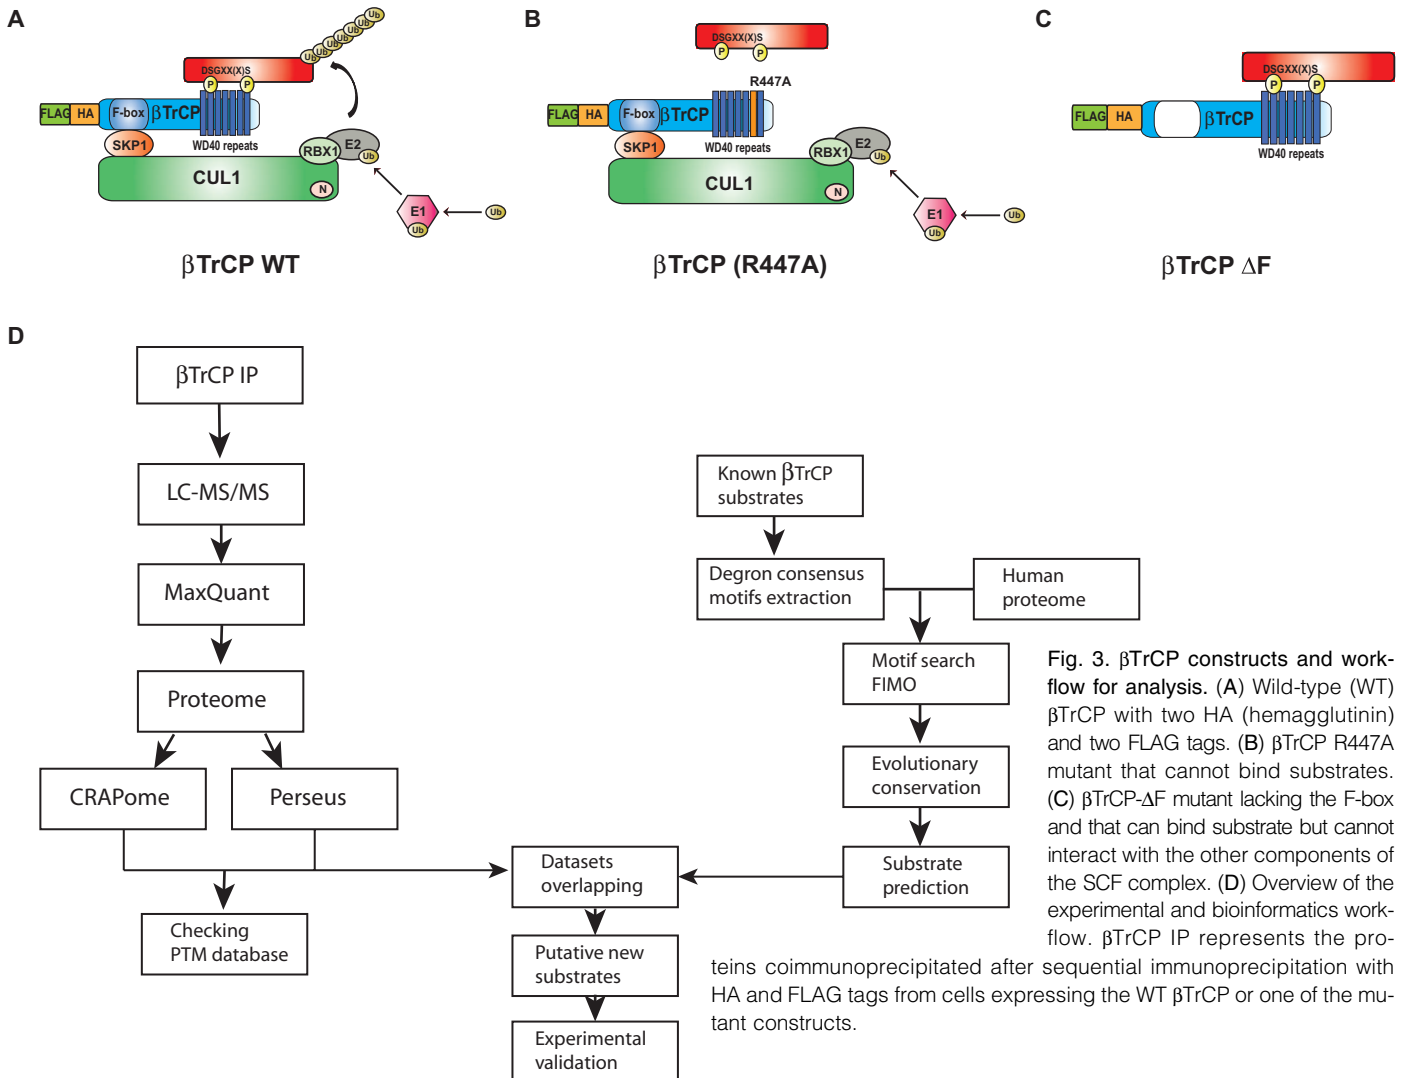 A
Ub Ub Ub Ub Ub Ub Ub
DSGXX(X)S
P P
FLAG HA F-box βTrCP
SKP1
WD40 repeats
RBX1 E2
Ub
CUL1
N
E1
Ub
Ub
βTrCP WT
B
DSGXX(X)S
P P
R447A
FLAG HA F-box βTrCP
SKP1
WD40 repeats
RBX1 E2
Ub
CUL1
N
E1
Ub
Ub
βTrCP (R447A)
C
DSGXX(X)S
P P
FLAG HA βTrCP
WD40 repeats
βTrCP ΔF
D
βTrCP IP
LC-MS/MS
MaxQuant
Proteome
CRAPome
Perseus
Checking
PTM database
Known βTrCP
substrates
Degron consensus
motifs extraction
Human
proteome
Motif search
FIMO
Evolutionary
conservation
Substrate
prediction
Datasets
overlapping
Putative new
substrates
Experimental
validation
Fig. 3. βTrCP constructs and work-
flow for analysis. (A) Wild-type (WT)
βTrCP with two HA (hemagglutinin)
and two FLAG tags. (B) βTrCP R447A
mutant that cannot bind substrates.
(C) βTrCP-ΔF mutant lacking the F-box
and that can bind substrate but cannot
interact with the other components of
the SCF complex. (D) Overview of the
experimental and bioinformatics work-
flow. βTrCP IP represents the pro-
teins coimmunoprecipitated after sequential immunoprecipitation with
HA and FLAG tags from cells expressing the WT βTrCP or one of the mu-
tant constructs.